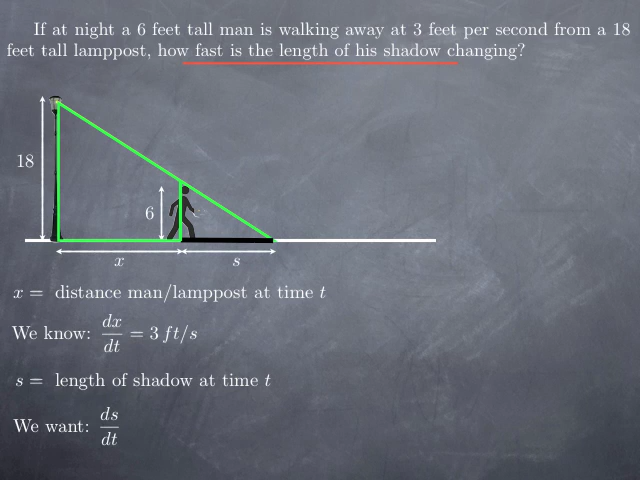 If at night a 6 feet tall man is walking away at 3 feet per second from a 18
feet tall lamppost, how fast is the length of his shadow changing?
18
6
x
s
x = distance man/lamppost at time t
We know: dx/dt = 3 ft/s
s = length of shadow at time t
We want: ds/dt